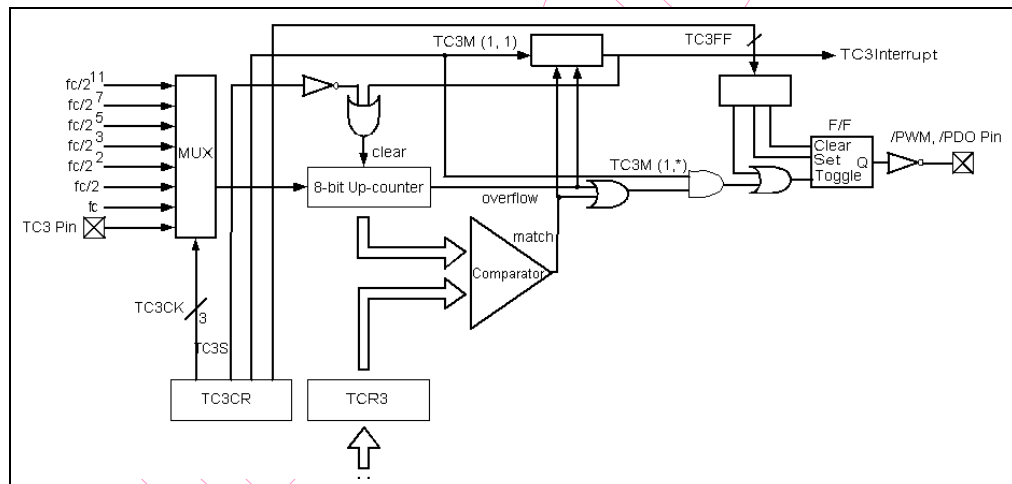 TC3M (1, 1)
TC3FF
TC3Interrupt
fc/2^11
fc/2^7
fc/2^5
fc/2^3
fc/2^2
fc/2
fc
TC3 Pin
MUX
clear
8-bit Up-counter
overflow
match
Comparator
TC3M (1,*)
F/F
Clear
Set
Q
Toggle
/PWM, /PDO Pin
TC3CK
3
TC3S
TC3CR
TCR3